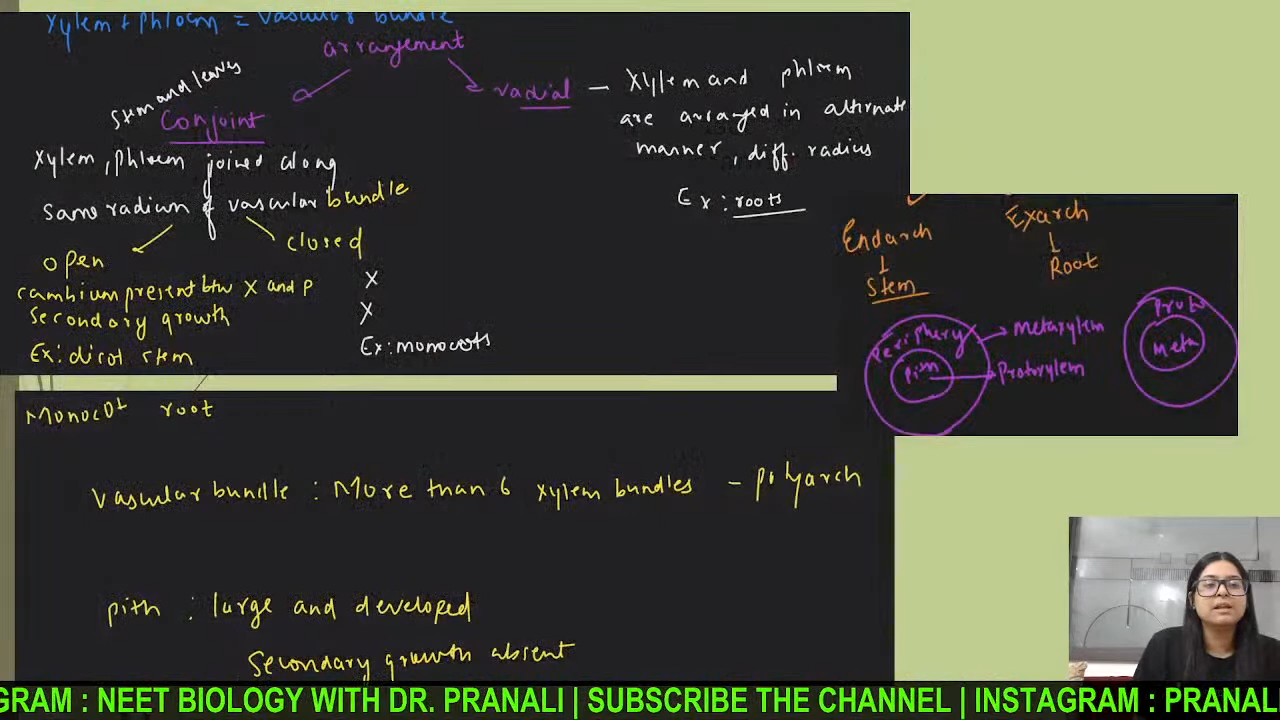 Xylem + Phloem = vascular bundle
arrangement
stem and leaves
Conjoint
radial - Xylem and phloem
are arranged in alternate
manner, diff. radius
Ex: roots
Xylem, phloem joined along
same radium of vascular bundle
open
closed
cambium present btw X and P
X
secondary growth
X
Ex: dicot stem
Ex: monocots
Endarch
Stem
Exarch
Root
Periphery
Metaxylem
Pith
Protoxylem
Proto
Meta
Monocot root
vascular bundle : More than 6 xylem bundles - polyarch
pith : large and developed
Secondary growth absent
GRAM : NEET BIOLOGY WITH DR. PRANALI | SUBSCRIBE THE CHANNEL | INSTAGRAM : PRANAL